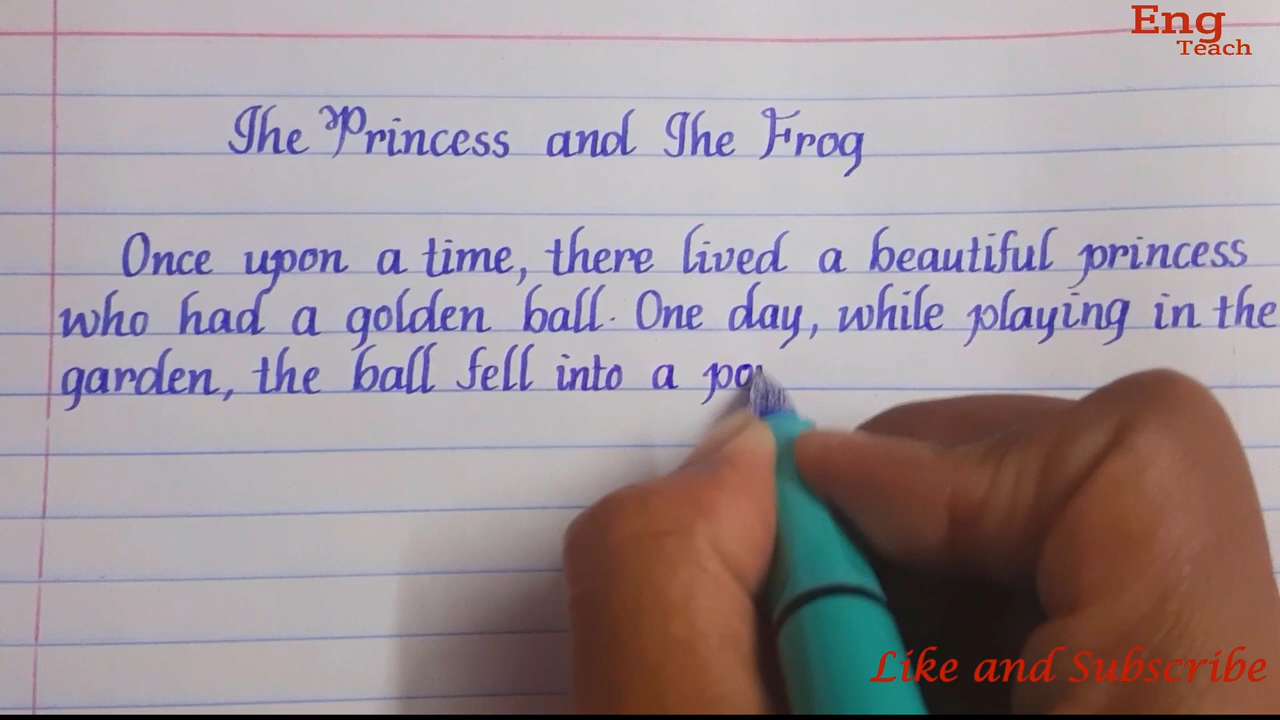 Eng
Teach
The Princess and The Frog
Once upon a time, there lived a beautiful princess
who had a golden ball. One day, while playing in the
garden, the ball fell into a po
Like and Subscribe